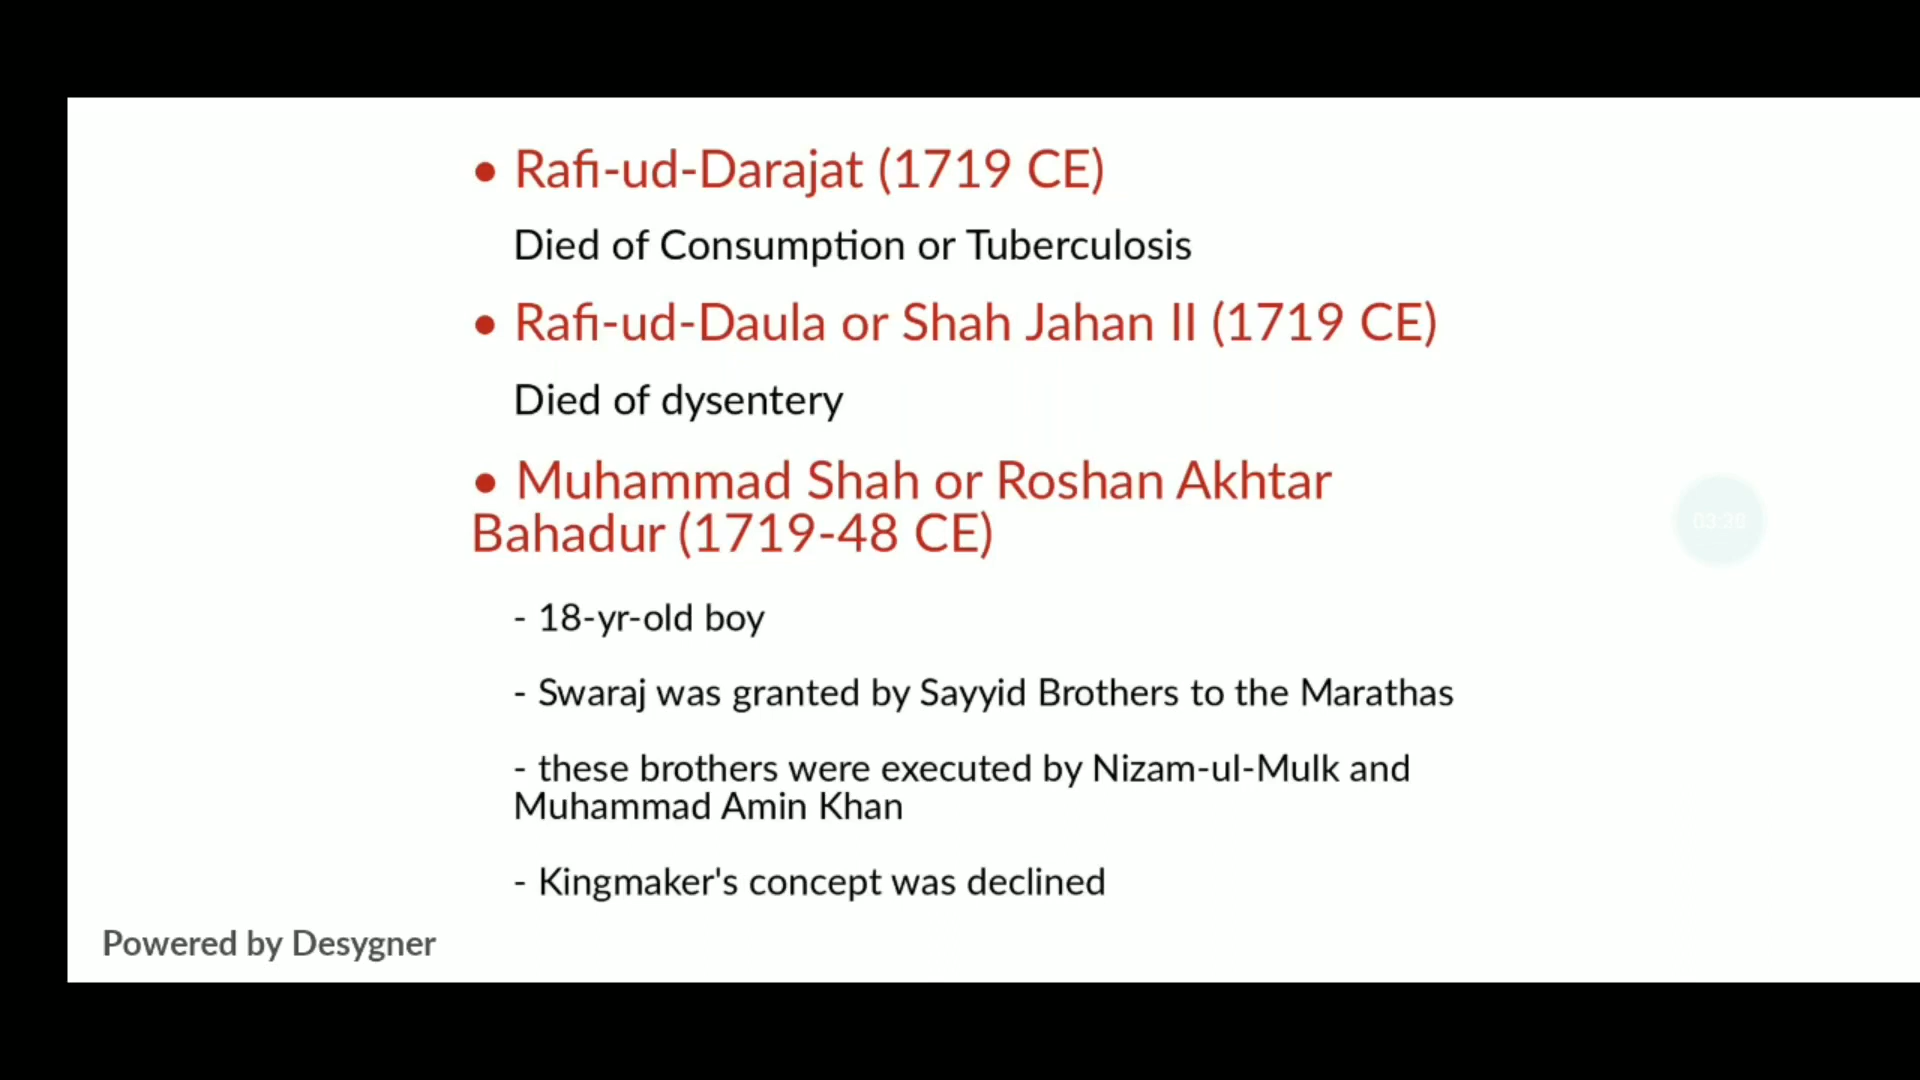 • Rafi-ud-Darajat (1719 CE)
Died of Consumption or Tuberculosis
• Rafi-ud-Daula or Shah Jahan II (1719 CE)
Died of dysentery
• Muhammad Shah or Roshan Akhtar
Bahadur (1719-48 CE)
- 18-yr-old boy
- Swaraj was granted by Sayyid Brothers to the Marathas
- these brothers were executed by Nizam-ul-Mulk and
Muhammad Amin Khan
- Kingmaker's concept was declined
Powered by Desygner